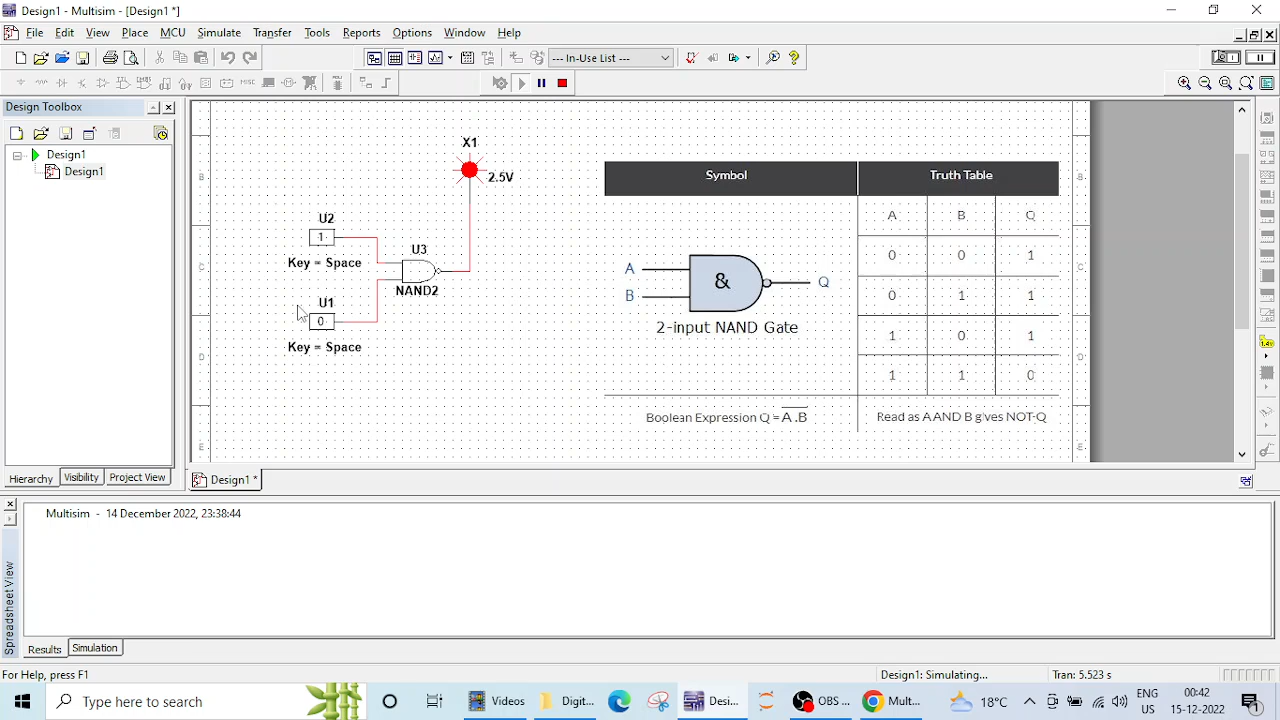 Design1 - Multisim - [Design1 *]
File Edit View Place MCU Simulate Transfer Tools Reports Options Window Help
--- In-Use List ---
Design Toolbox
Design1
Design1
X1
2.5V
U2
1
Key = Space
U3
NAND2
U1
0
Key = Space
Symbol
Truth Table
A
B
&
Q
2-input NAND Gate
A B Q
0 0 1
0 1 1
1 0 1
1 1 0
Boolean Expression Q = A .B
Read as A AND B gives NOT-Q
B
C
D
E
B
C
D
E
Hierarchy Visibility Project View
Design1 *
Multisim - 14 December 2022, 23:38:44
Spreadsheet View
Results Simulation
For Help, press F1
Design1: Simulating...
Tran: 5.523 s
Type here to search
Videos
Digit...
Desi...
OBS ...
Mult...
18°C
ENG
US
00:42
15-12-2022
1